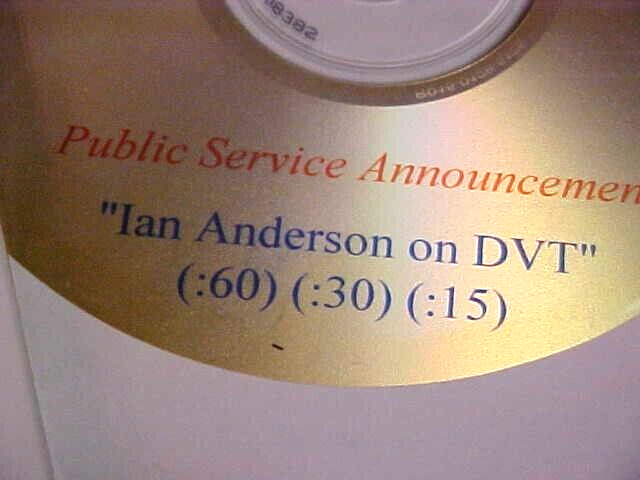 Public Service Announcemen
"Ian Anderson on DVT"
(:60) (:30) (:15)